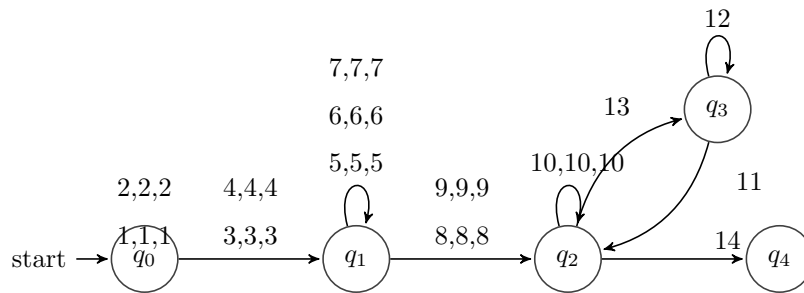 12
7,7,7
13
q3
6,6,6
5,5,5
10,10,10
2,2,2
4,4,4
9,9,9
11
1,1,1
3,3,3
8,8,8
14
start
q0
q1
q2
q4